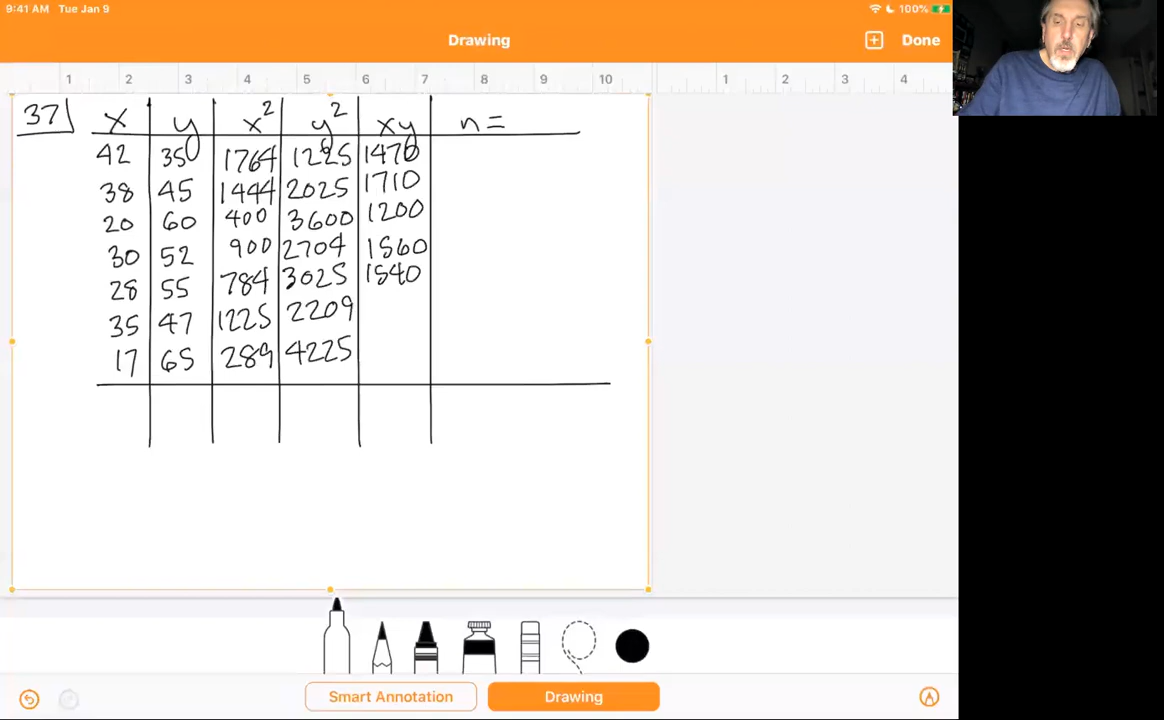 9:41 AM Tue Jan 9
100%
Drawing
Done
1 2 3 4 5 6 7 8 9 10 1 2 3 4
37
x y x² y² xy n =
42 35 1764 1225 1470
38 45 1444 2025 1710
20 60 400 3600 1200
30 52 900 2704 1560
28 55 784 3025 1540
35 47 1225 2209
17 65 289 4225
Smart Annotation
Drawing